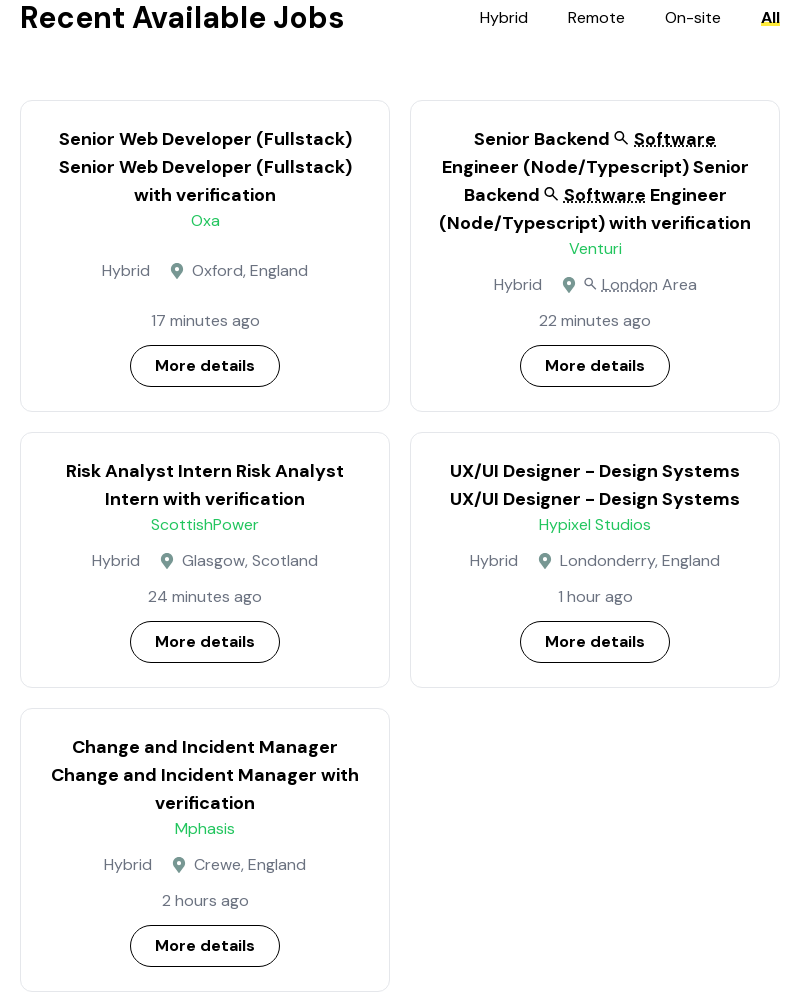 Recent Available Jobs
Hybrid Remote On-site All
Senior Web Developer (Fullstack)
Senior Web Developer (Fullstack)
with verification
Oxa
Hybrid Oxford, England
17 minutes ago
More details
Senior Backend Software
Engineer (Node/Typescript) Senior
Backend Software Engineer
(Node/Typescript) with verification
Venturi
Hybrid London Area
22 minutes ago
More details
Risk Analyst Intern Risk Analyst
Intern with verification
ScottishPower
Hybrid Glasgow, Scotland
24 minutes ago
More details
UX/UI Designer - Design Systems
UX/UI Designer - Design Systems
Hypixel Studios
Hybrid Londonderry, England
1 hour ago
More details
Change and Incident Manager
Change and Incident Manager with
verification
Mphasis
Hybrid Crewe, England
2 hours ago
More details